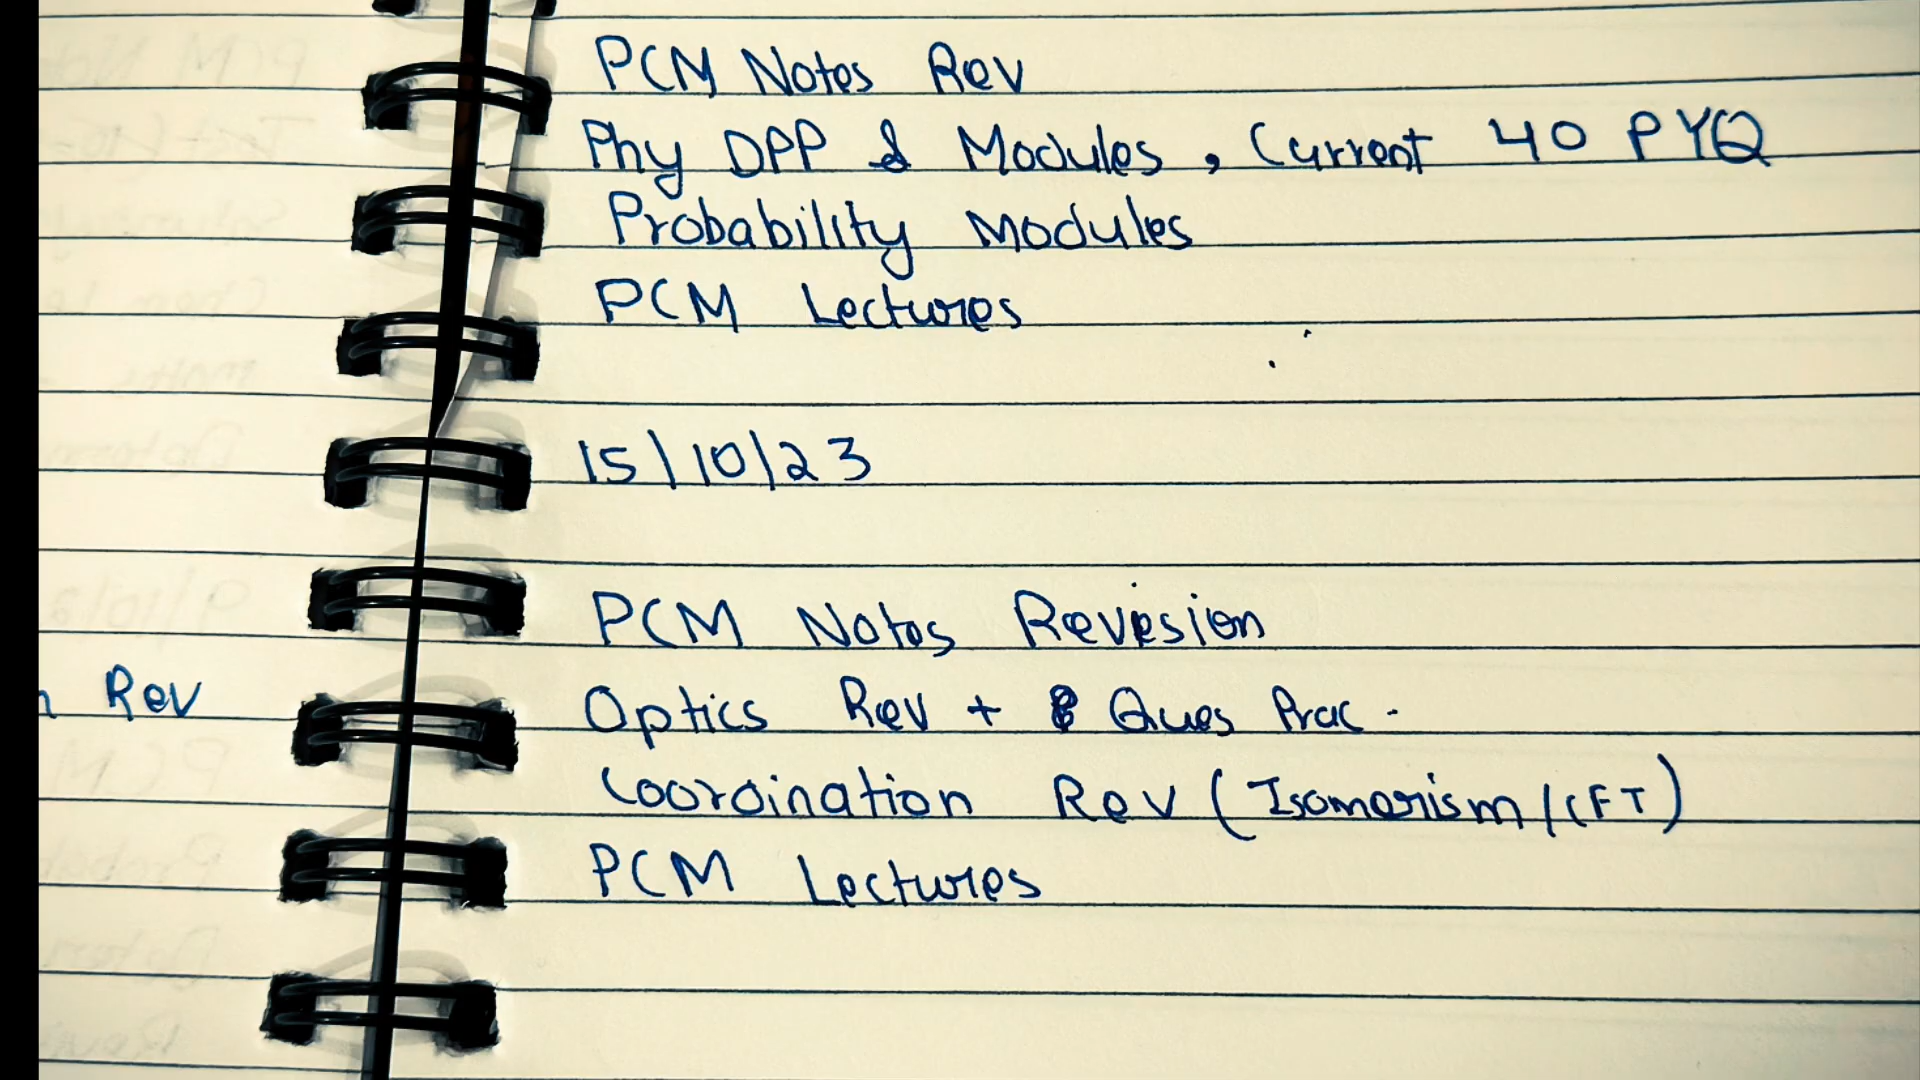 PCM Notes Rev
Phy DPP & Modules, Current 40 PYQ
Probability Modules
PCM Lectures
15/10/23
PCM Notes Revision
Rev
Optics Rev + Ques Prac.
Coordination Rev (Isomerism/CFT)
PCM Lectures